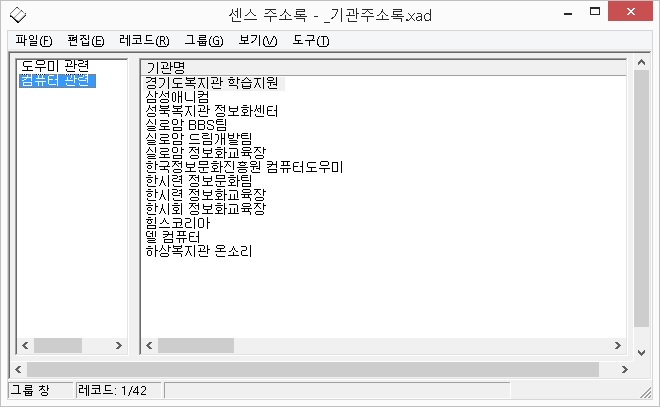 센스 주소록 - _기관주소록.xad
파일(F) 편집(E) 레코드(R) 그룹(G) 보기(V) 도구(T)
도우미 관련
컴퓨터 관련
기관명
경기도복지관 학습지원
삼성애니컴
성북복지관 정보화센터
실로암 BBS팀
실로암 드림개발팀
실로암 정보화교육장
한국정보문화진흥원 컴퓨터도우미
한시련 정보문화팀
한시련 정보화교육장
한시회 정보화교육장
힘스코리아
델 컴퓨터
하상복지관 온소리
그룹 창 레코드: 1/42